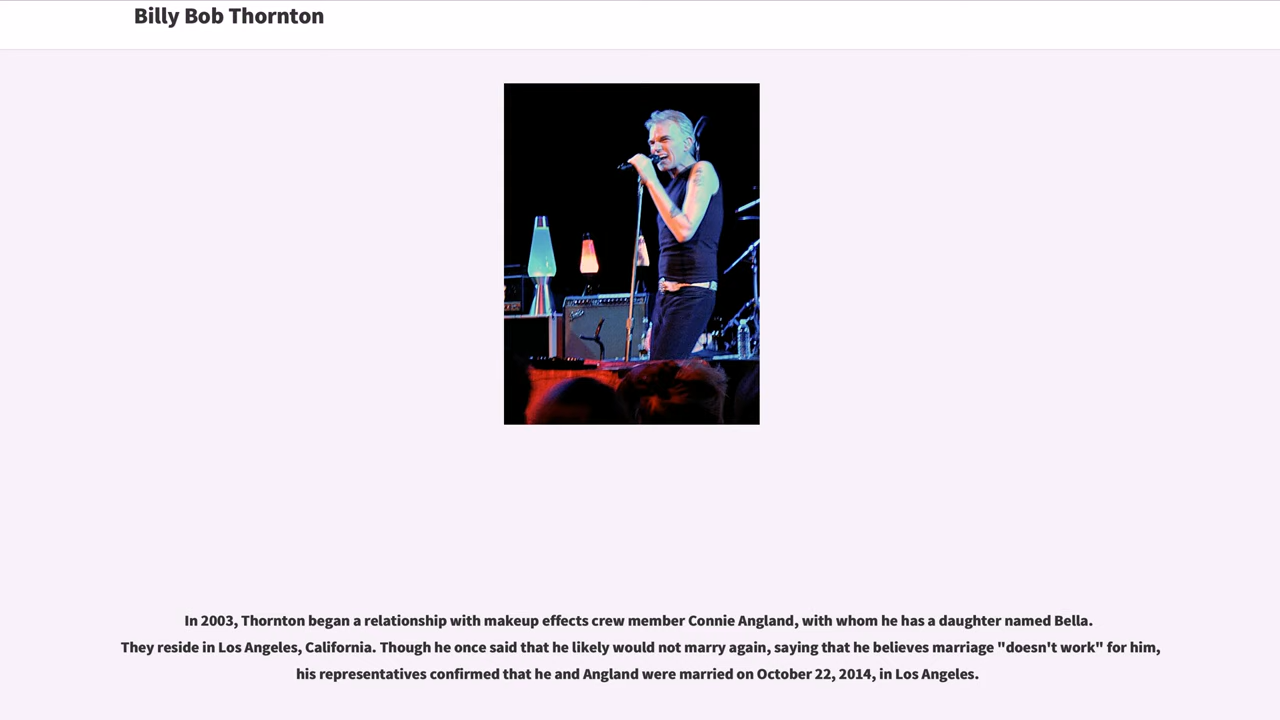 Billy Bob Thornton
In 2003, Thornton began a relationship with makeup effects crew member Connie Angland, with whom he has a daughter named Bella.
They reside in Los Angeles, California. Though he once said that he likely would not marry again, saying that he believes marriage "doesn't work" for him,
his representatives confirmed that he and Angland were married on October 22, 2014, in Los Angeles.